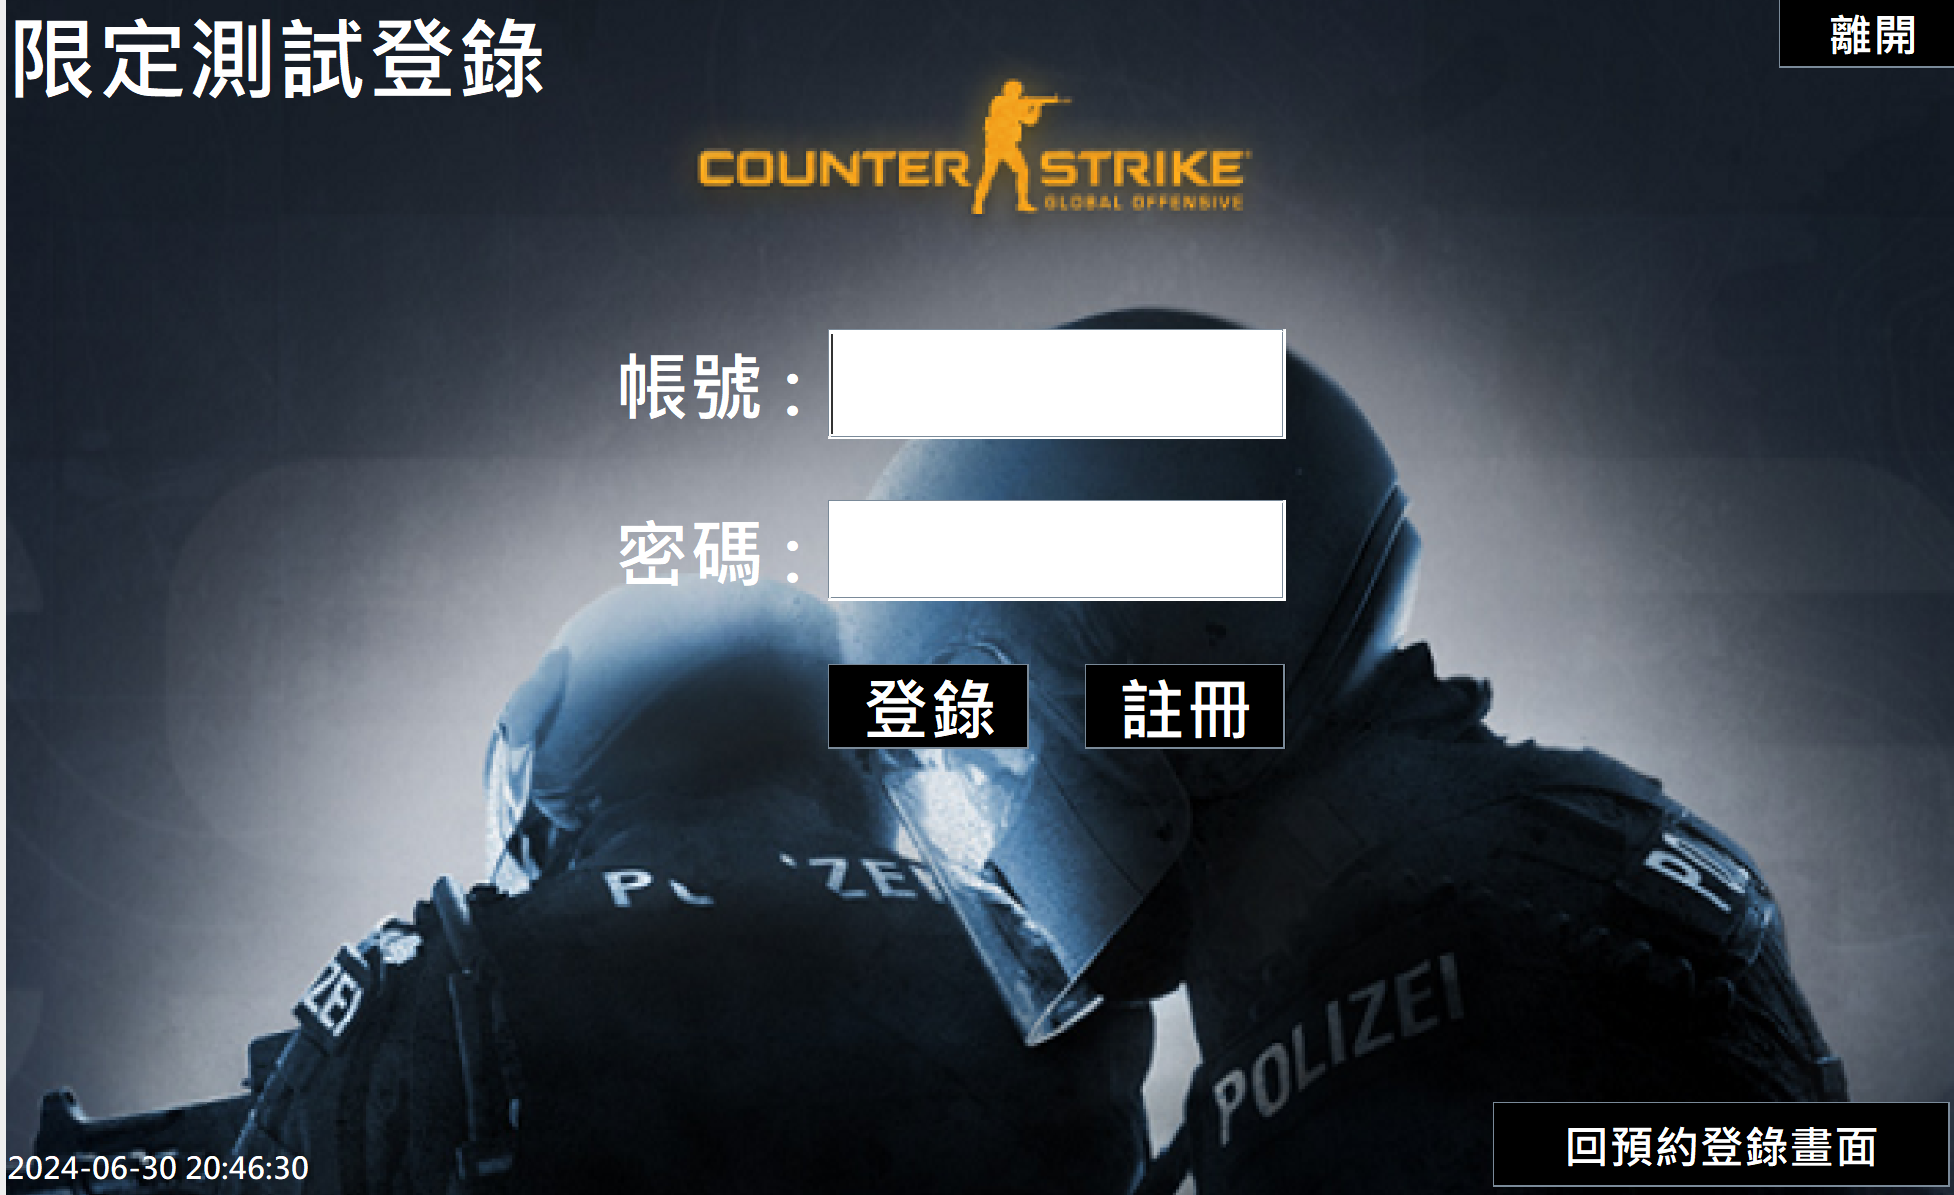 限定測試登錄
離開
COUNTER STRIKE
GLOBAL OFFENSIVE
帳號：
密碼：
登錄
註冊
ZEI
POLIZEI
2024-06-30 20:46:30
回預約登錄畫面